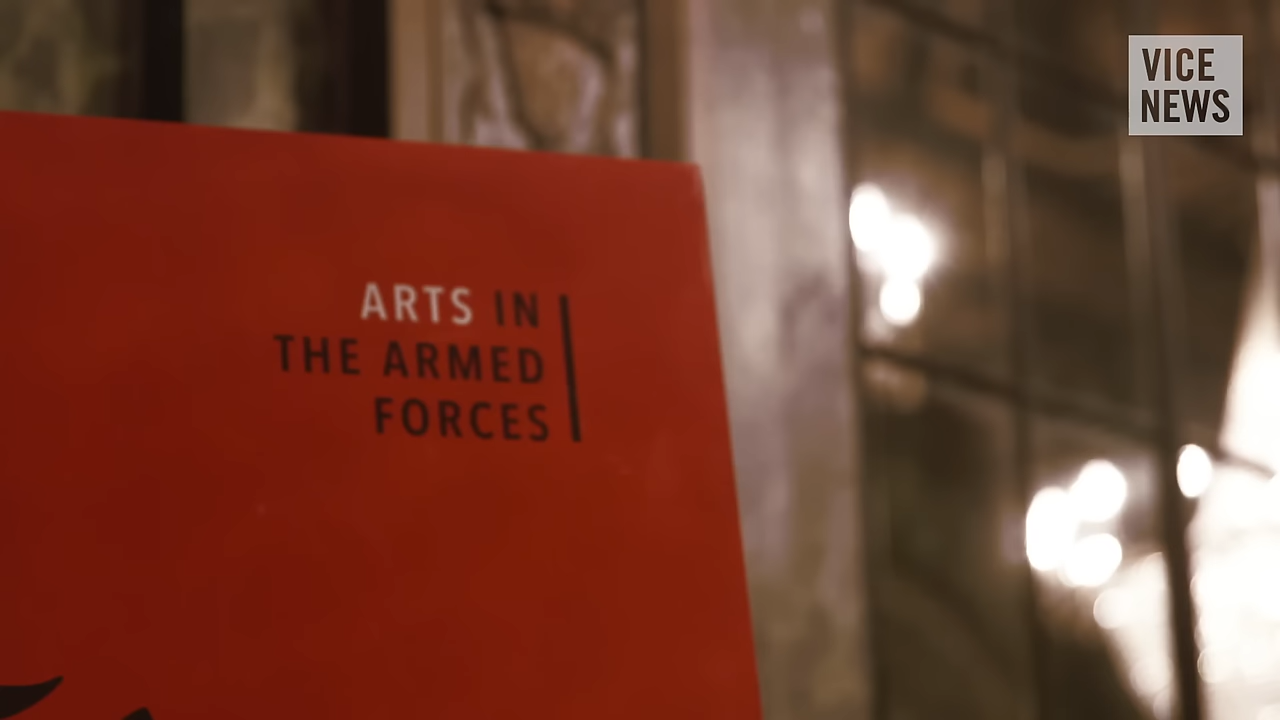 ARTS IN
THE ARMED
FORCES
VICE
NEWS